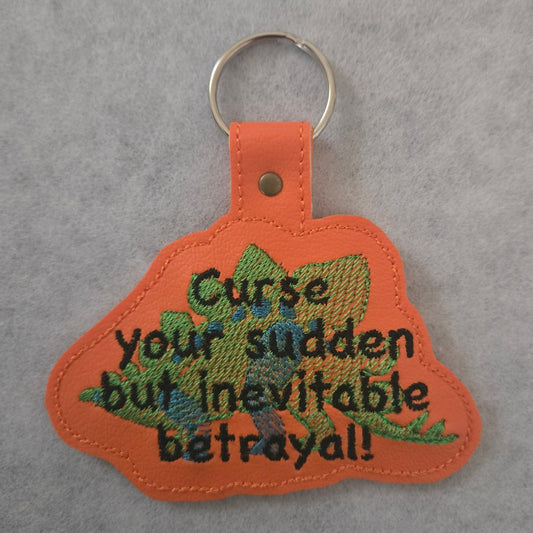 Curse
your sudden
but inevitable
betrayal!